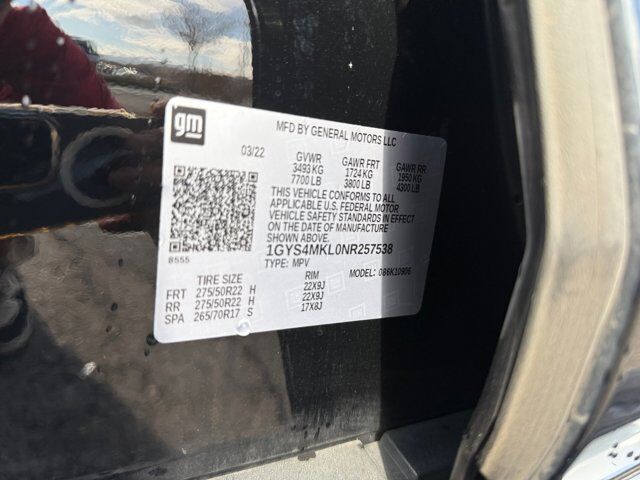 gm
MFD BY GENERAL MOTORS LLC
03/22
GVWR GAWR FRT GAWR RR
3493 KG 1724 KG 1950 KG
7700 LB 3800 LB 4300 LB
THIS VEHICLE CONFORMS TO ALL
APPLICABLE U.S. FEDERAL MOTOR
VEHICLE SAFETY STANDARDS IN EFFECT
ON THE DATE OF MANUFACTURE
SHOWN ABOVE.
8555
1GYS4MKL0NR257538
TYPE: MPV MODEL: 086K10906
TIRE SIZE RIM
FRT 275/50R22 H 22X9J
RR 275/50R22 H 22X9J
SPA 265/70R17 S 17X8J